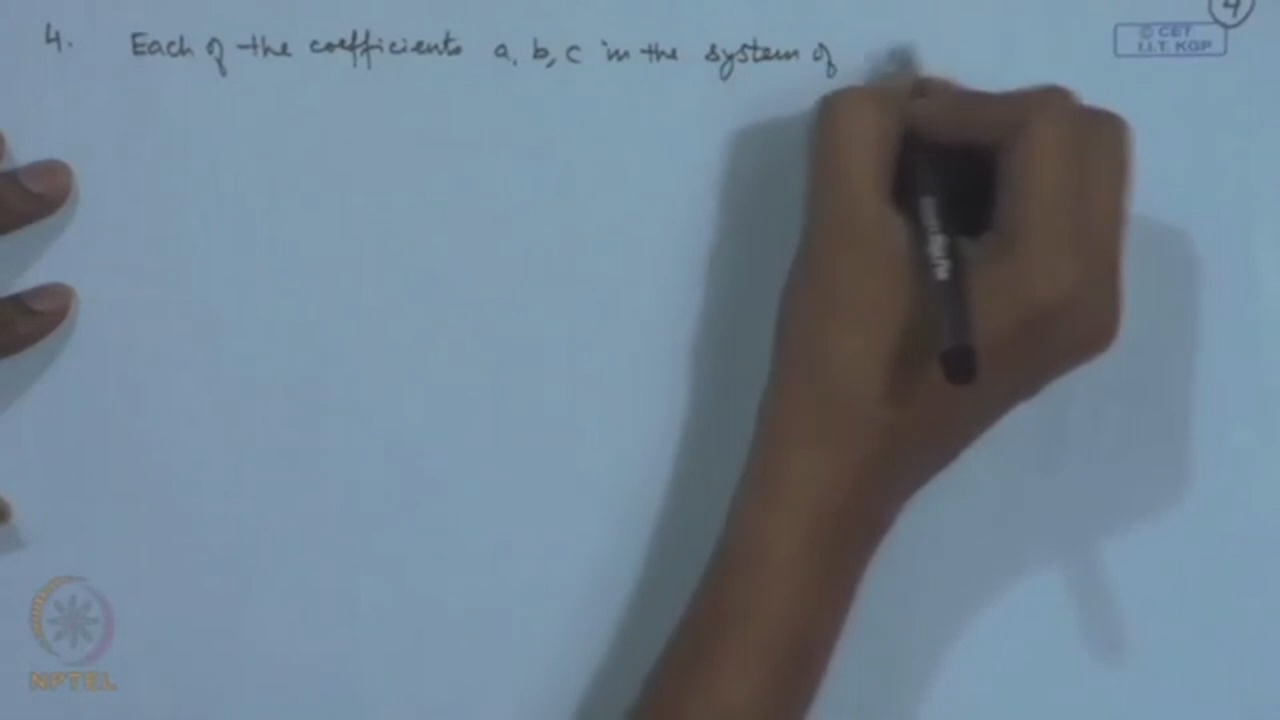 4
© CET
I.I.T. KGP
4. Each of the coefficients a, b, c in the system of
NPTEL